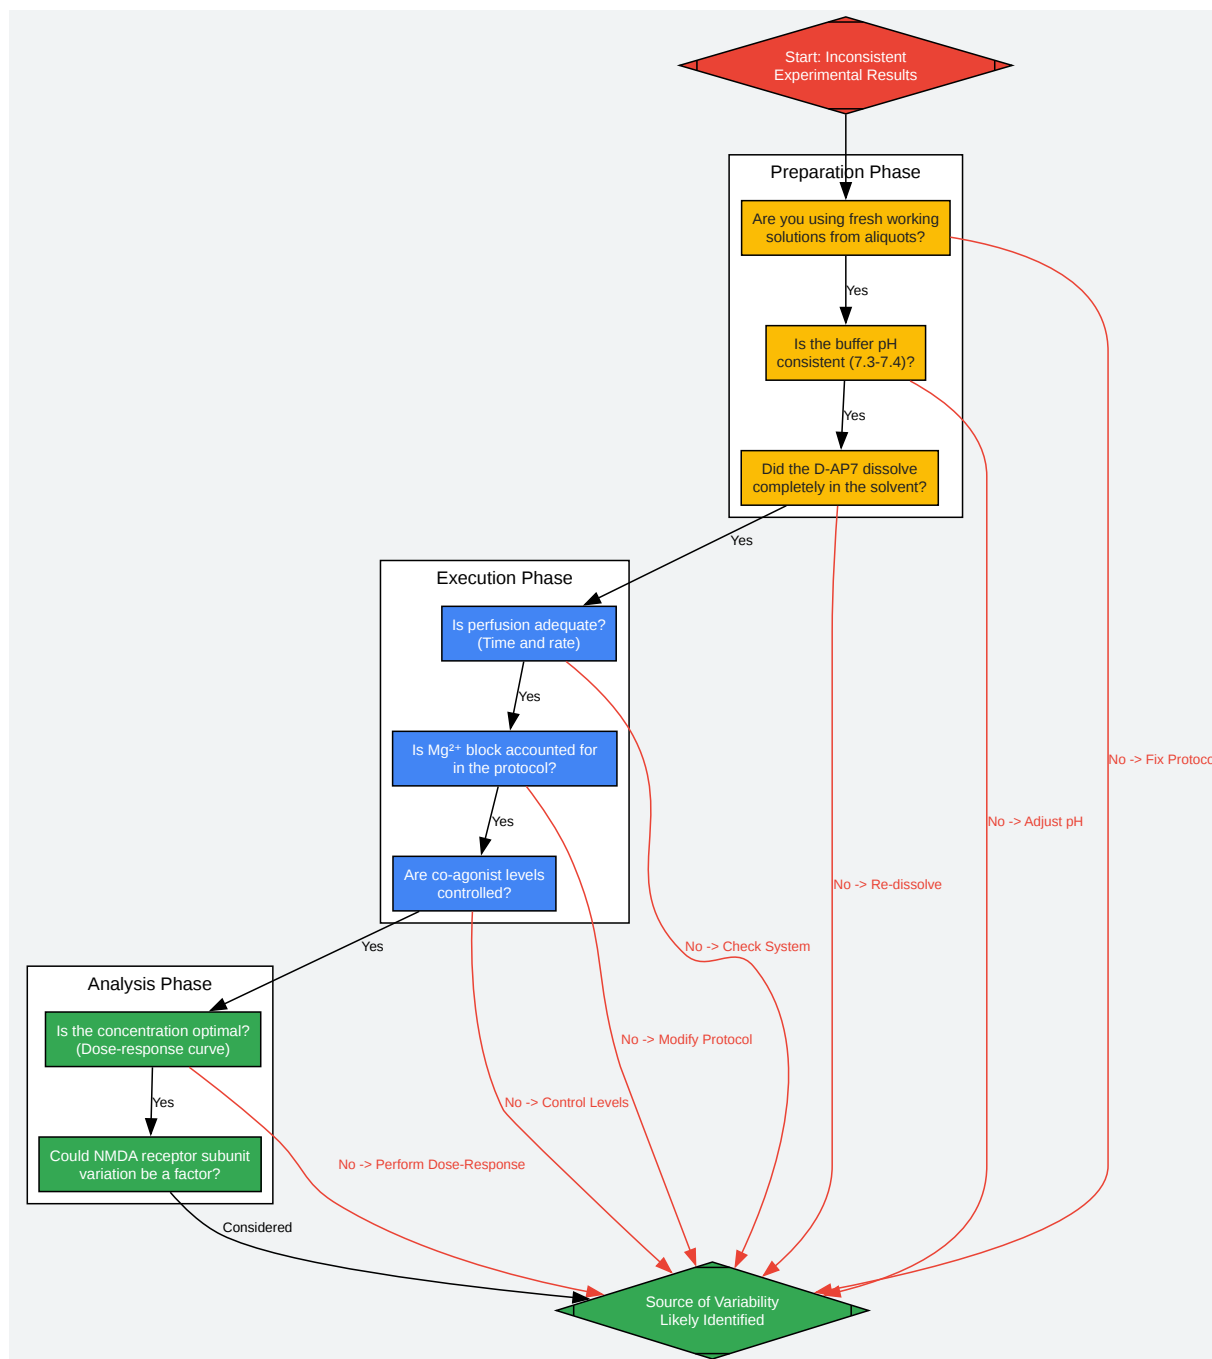 Start: Inconsistent
Experimental Results
Preparation Phase
Are you using fresh working
solutions from aliquots?
Yes
Is the buffer pH
consistent (7.3-7.4)?
Yes
Did the D-AP7 dissolve
completely in the solvent?
Yes
Execution Phase
Is perfusion adequate?
(Time and rate)
Yes
Is Mg²⁺ block accounted for
in the protocol?
Yes
Are co-agonist levels
controlled?
Yes
No -> Fix Protoco
No -> Adjust pH
No -> Re-dissolve
No -> Check System
No -> Modify Protocol
No -> Control Levels
Analysis Phase
Is the concentration optimal?
(Dose-response curve)
Yes
Could NMDA receptor subunit
variation be a factor?
No -> Perform Dose-Response
Considered
Source of Variability
Likely Identified